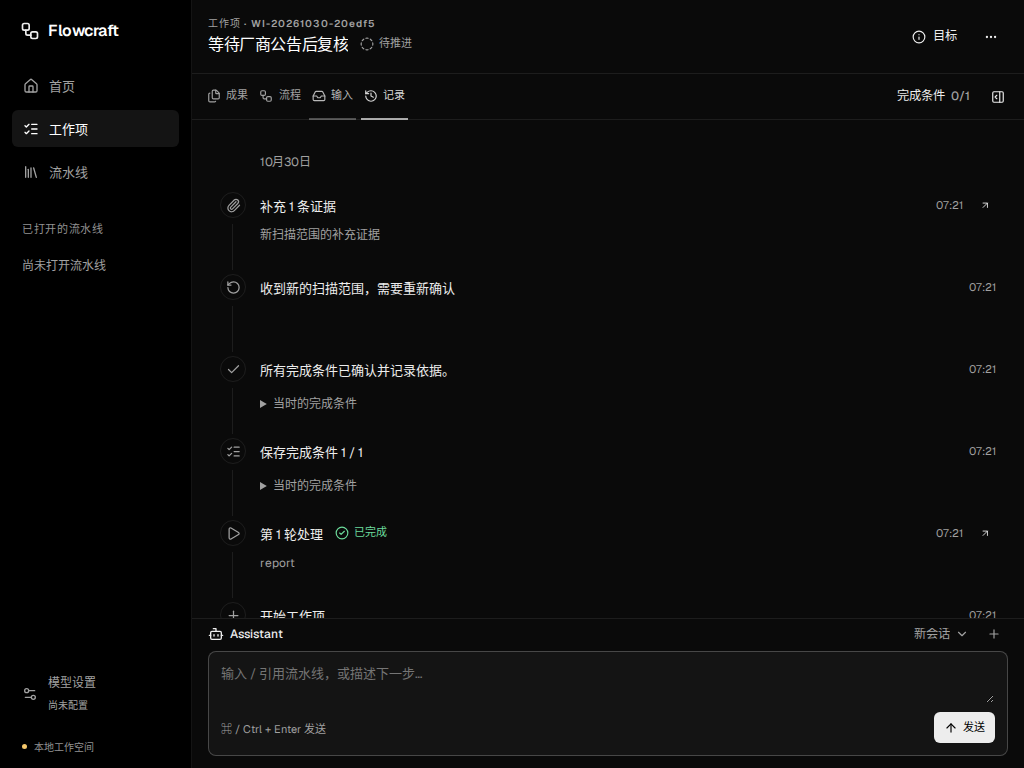 Flowcraft
首页
工作项
流水线
已打开的流水线
尚未打开流水线
模型设置
尚未配置
本地工作空间
工作项 · WI-20261030-20edf5
等待厂商公告后复核 待推进
目标
成果 流程 输入 记录
完成条件 0/1
10月30日
补充 1 条证据 07:21
新扫描范围的补充证据
收到新的扫描范围，需要重新确认 07:21
所有完成条件已确认并记录依据。 07:21
▶ 当时的完成条件
保存完成条件 1 / 1 07:21
▶ 当时的完成条件
第 1 轮处理 已完成 07:21
report
开始工作项 07:21
Assistant 新会话
输入 / 引用流水线，或描述下一步…
⌘ / Ctrl + Enter 发送
发送